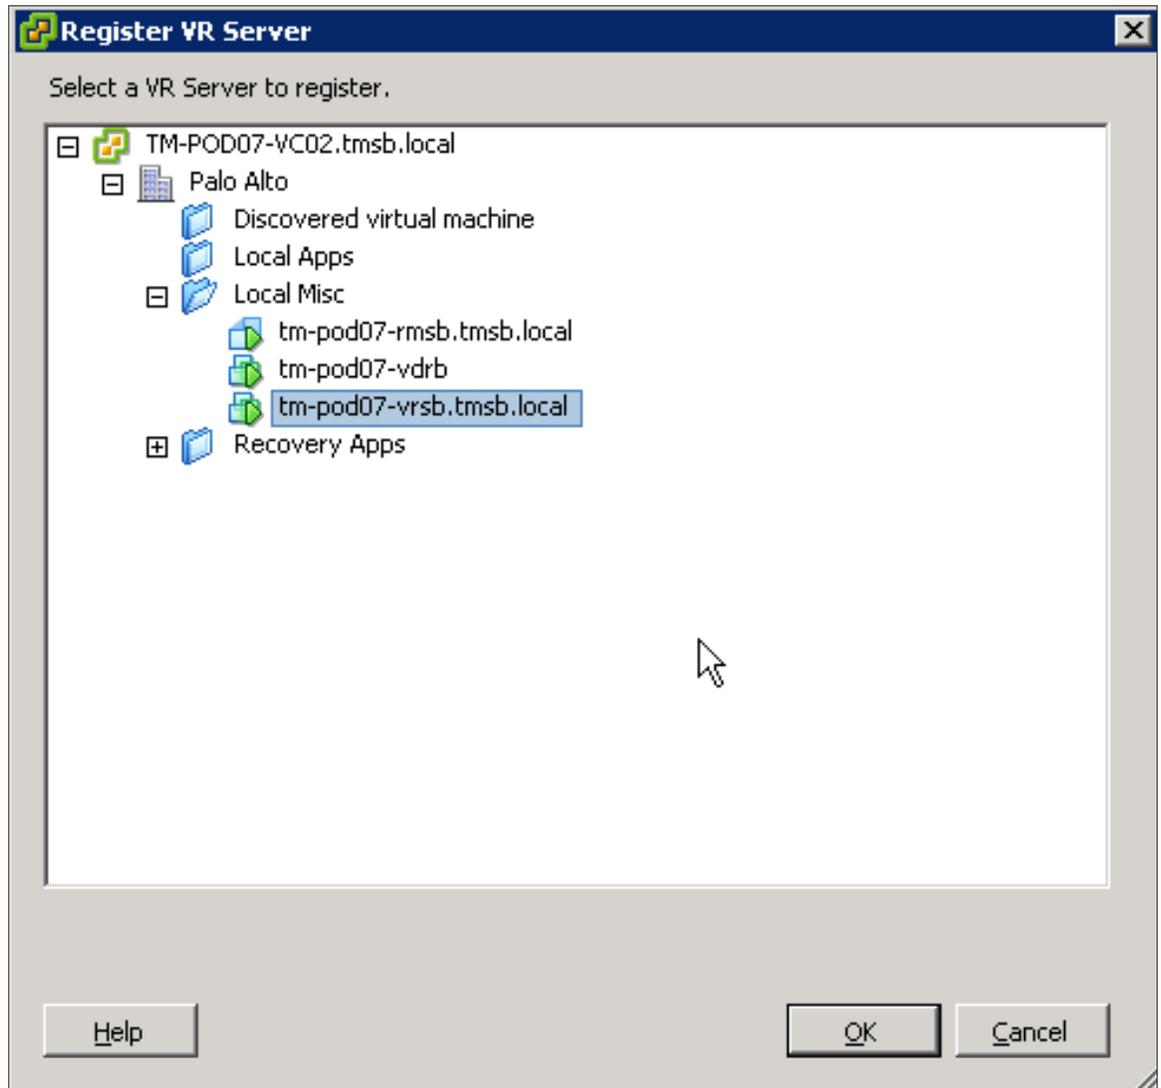 Register VR Server
Select a VR Server to register.
TM-POD07-VC02.tmsb.local
Palo Alto
Discovered virtual machine
Local Apps
Local Misc
tm-pod07-rmsb.tmsb.local
tm-pod07-vdrb
tm-pod07-vrsb.tmsb.local
Recovery Apps
Help OK Cancel